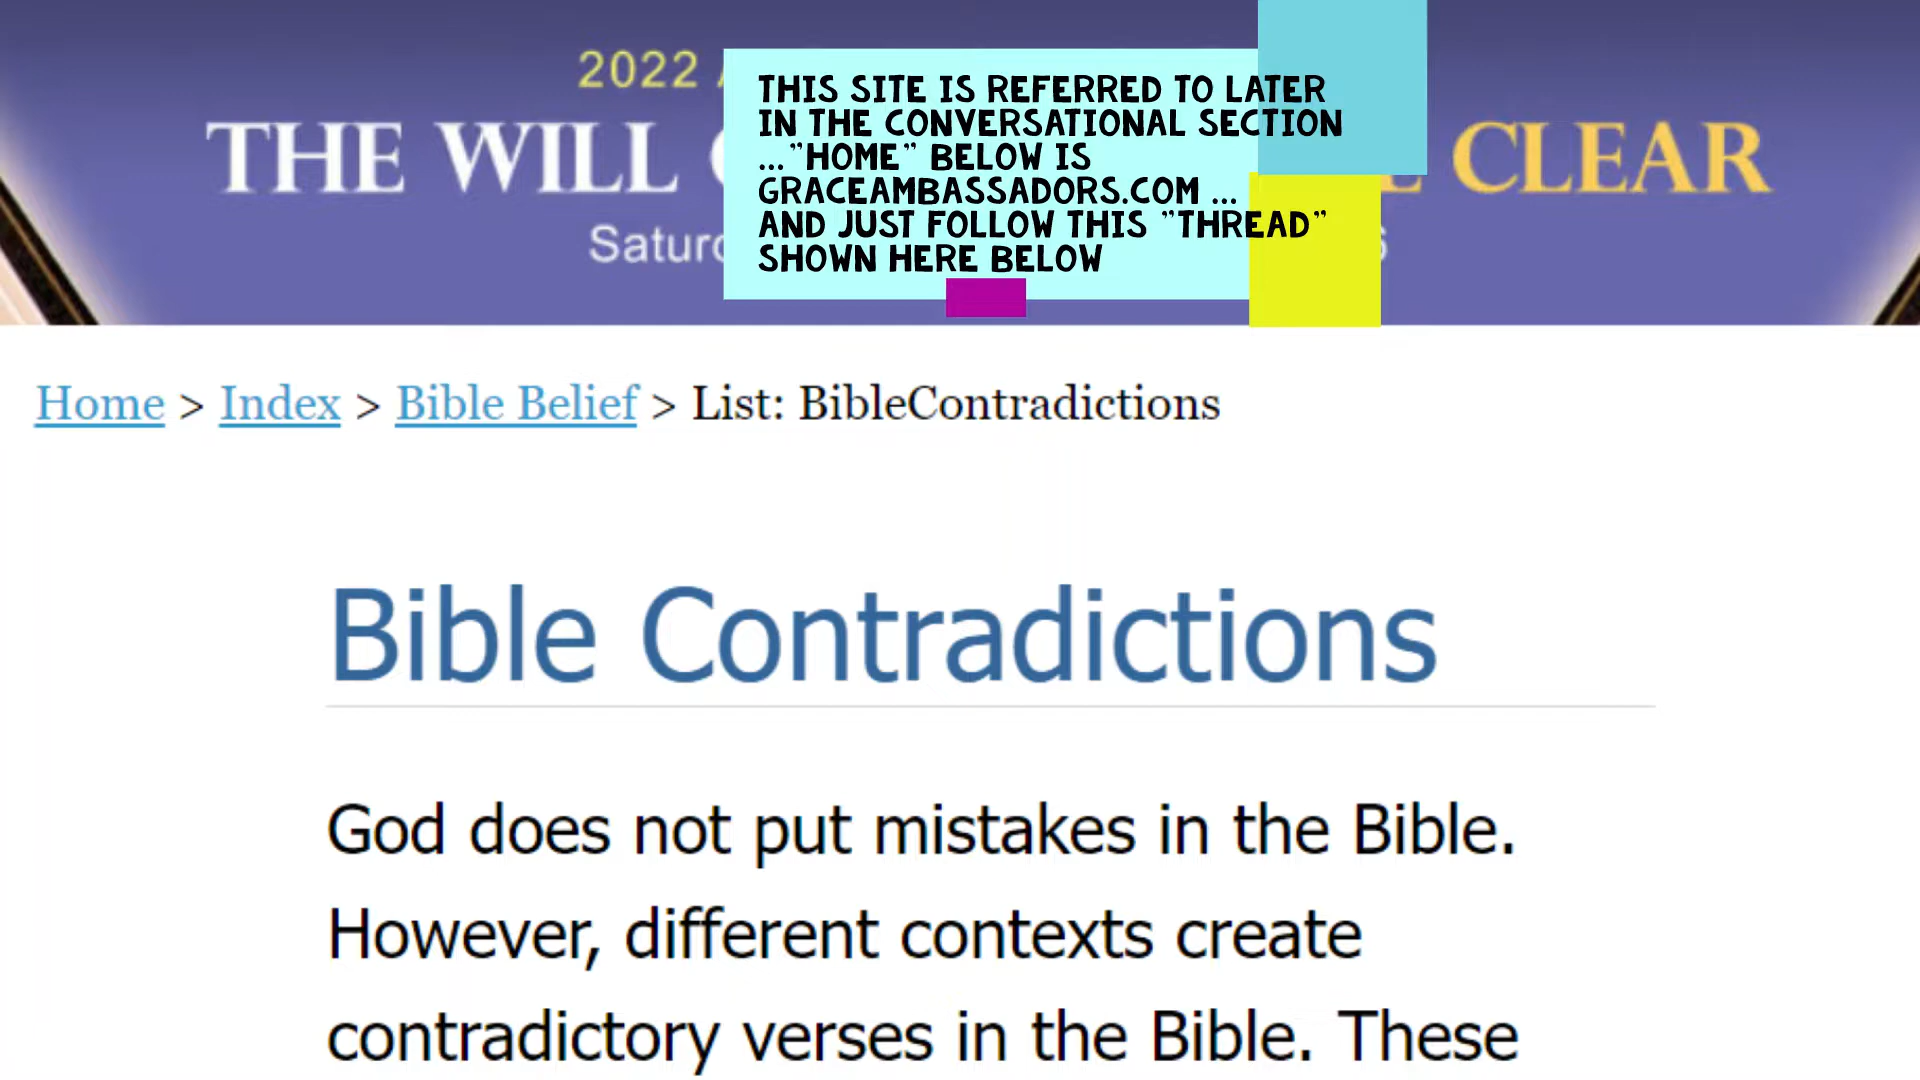 2022
THIS SITE IS REFERRED TO LATER
IN THE CONVERSATIONAL SECTION
..."HOME" BELOW IS
GRACEAMBASSADORS.COM ...
AND JUST FOLLOW THIS "THREAD"
SHOWN HERE BELOW
THE WILL CLEAR
Home > Index > Bible Belief > List: BibleContradictions
Bible Contradictions
God does not put mistakes in the Bible.
However, different contexts create
contradictory verses in the Bible. These